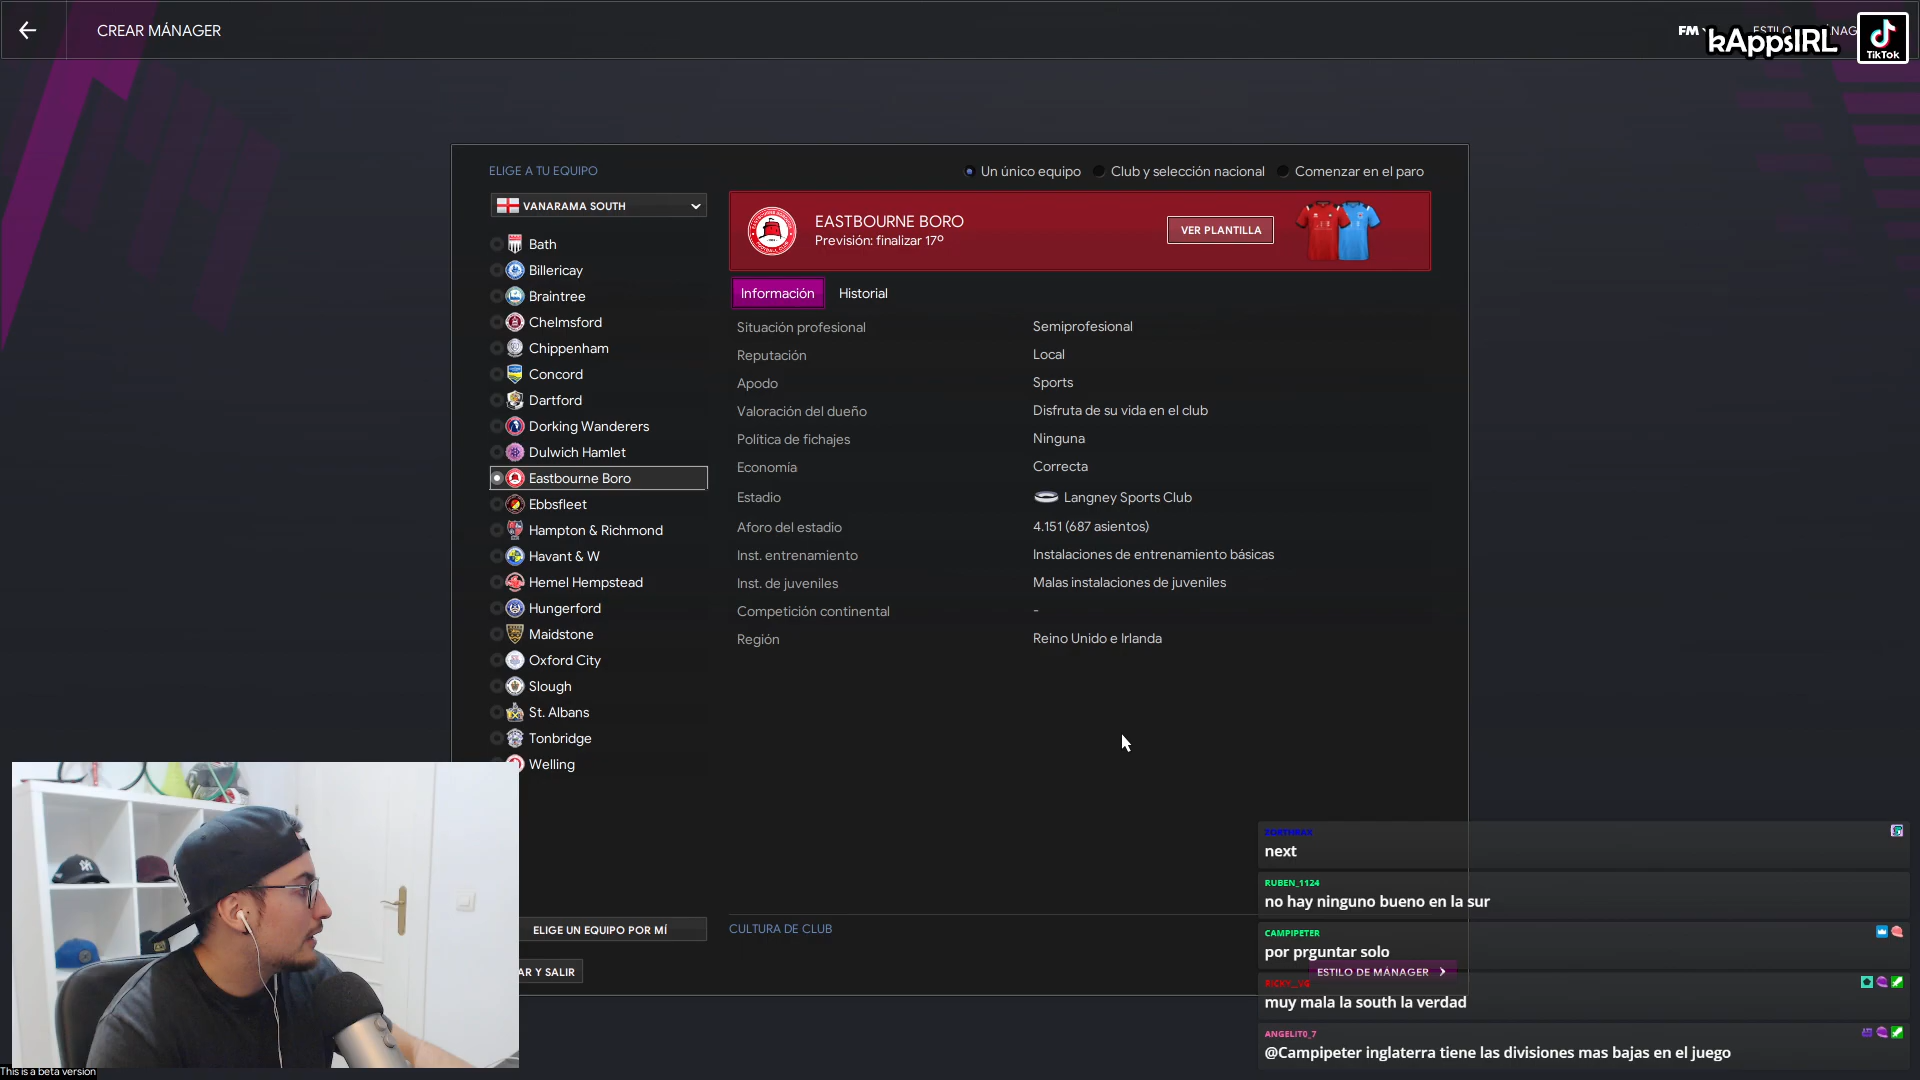 CREAR MÁNAGER
FM
kAppsIRL
TikTok
ELIGE A TU EQUIPO
Un único equipo
Club y selección nacional
Comenzar en el paro
VANARAMA SOUTH
Bath
Billericay
Braintree
Chelmsford
Chippenham
Concord
Dartford
Dorking Wanderers
Dulwich Hamlet
Eastbourne Boro
Ebbsfleet
Hampton & Richmond
Havant & W
Hemel Hempstead
Hungerford
Maidstone
Oxford City
Slough
St. Albans
Tonbridge
Welling
ELIGE UN EQUIPO POR MÍ
AR Y SALIR
EASTBOURNE BORO
Previsión: finalizar 17º
VER PLANTILLA
Información
Historial
Situación profesional Semiprofesional
Reputación Local
Apodo Sports
Valoración del dueño Disfruta de su vida en el club
Política de fichajes Ninguna
Economía Correcta
Estadio Langney Sports Club
Aforo del estadio 4.151 (687 asientos)
Inst. entrenamiento Instalaciones de entrenamiento básicas
Inst. de juveniles Malas instalaciones de juveniles
Competición continental -
Región Reino Unido e Irlanda
CULTURA DE CLUB
next
RUBEN_1124
no hay ninguno bueno en la sur
CAMPIPETER
por prguntar solo
ESTILO DE MÁNAGER
muy mala la south la verdad
ANGELIT0_7
@Campipeter inglaterra tiene las divisiones mas bajas en el juego
This is a beta version